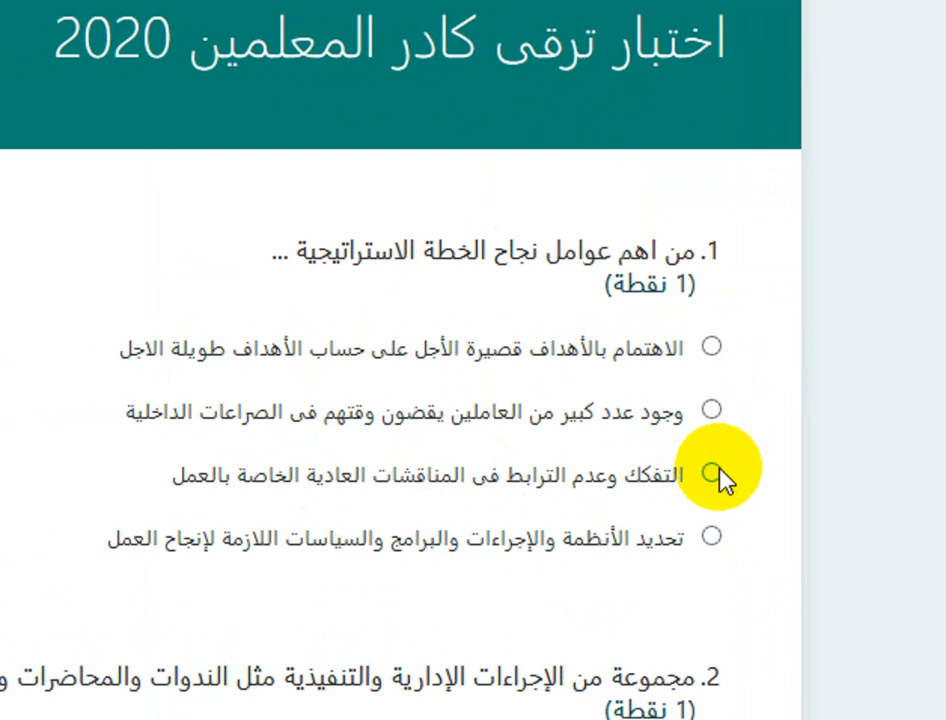 اختبار ترقى كادر المعلمين 2020
1. من اهم عوامل نجاح الخطة الاستراتيجية ...
(1 نقطة)
الاهتمام بالأهداف قصيرة الأجل على حساب الأهداف طويلة الاجل
وجود عدد كبير من العاملين يقضون وقتهم فى الصراعات الداخلية
التفكك وعدم الترابط فى المناقشات العادية الخاصة بالعمل
تحديد الأنظمة والإجراءات والبرامج والسياسات اللازمة لإنجاح العمل
2. مجموعة من الإجراءات الإدارية والتنفيذية مثل الندوات والمحاضرات و
(1 نقطة)